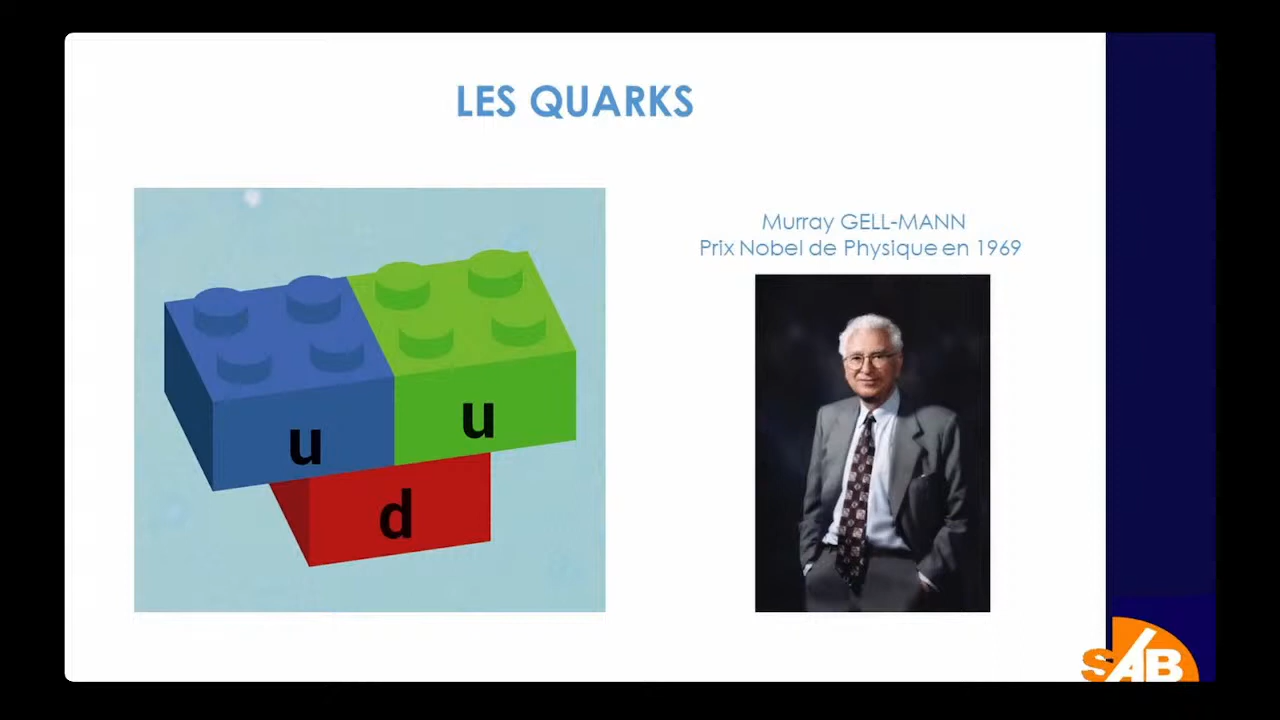 LES QUARKS
Murray GELL-MANN
Prix Nobel de Physique en 1969
u
u
d
SAB